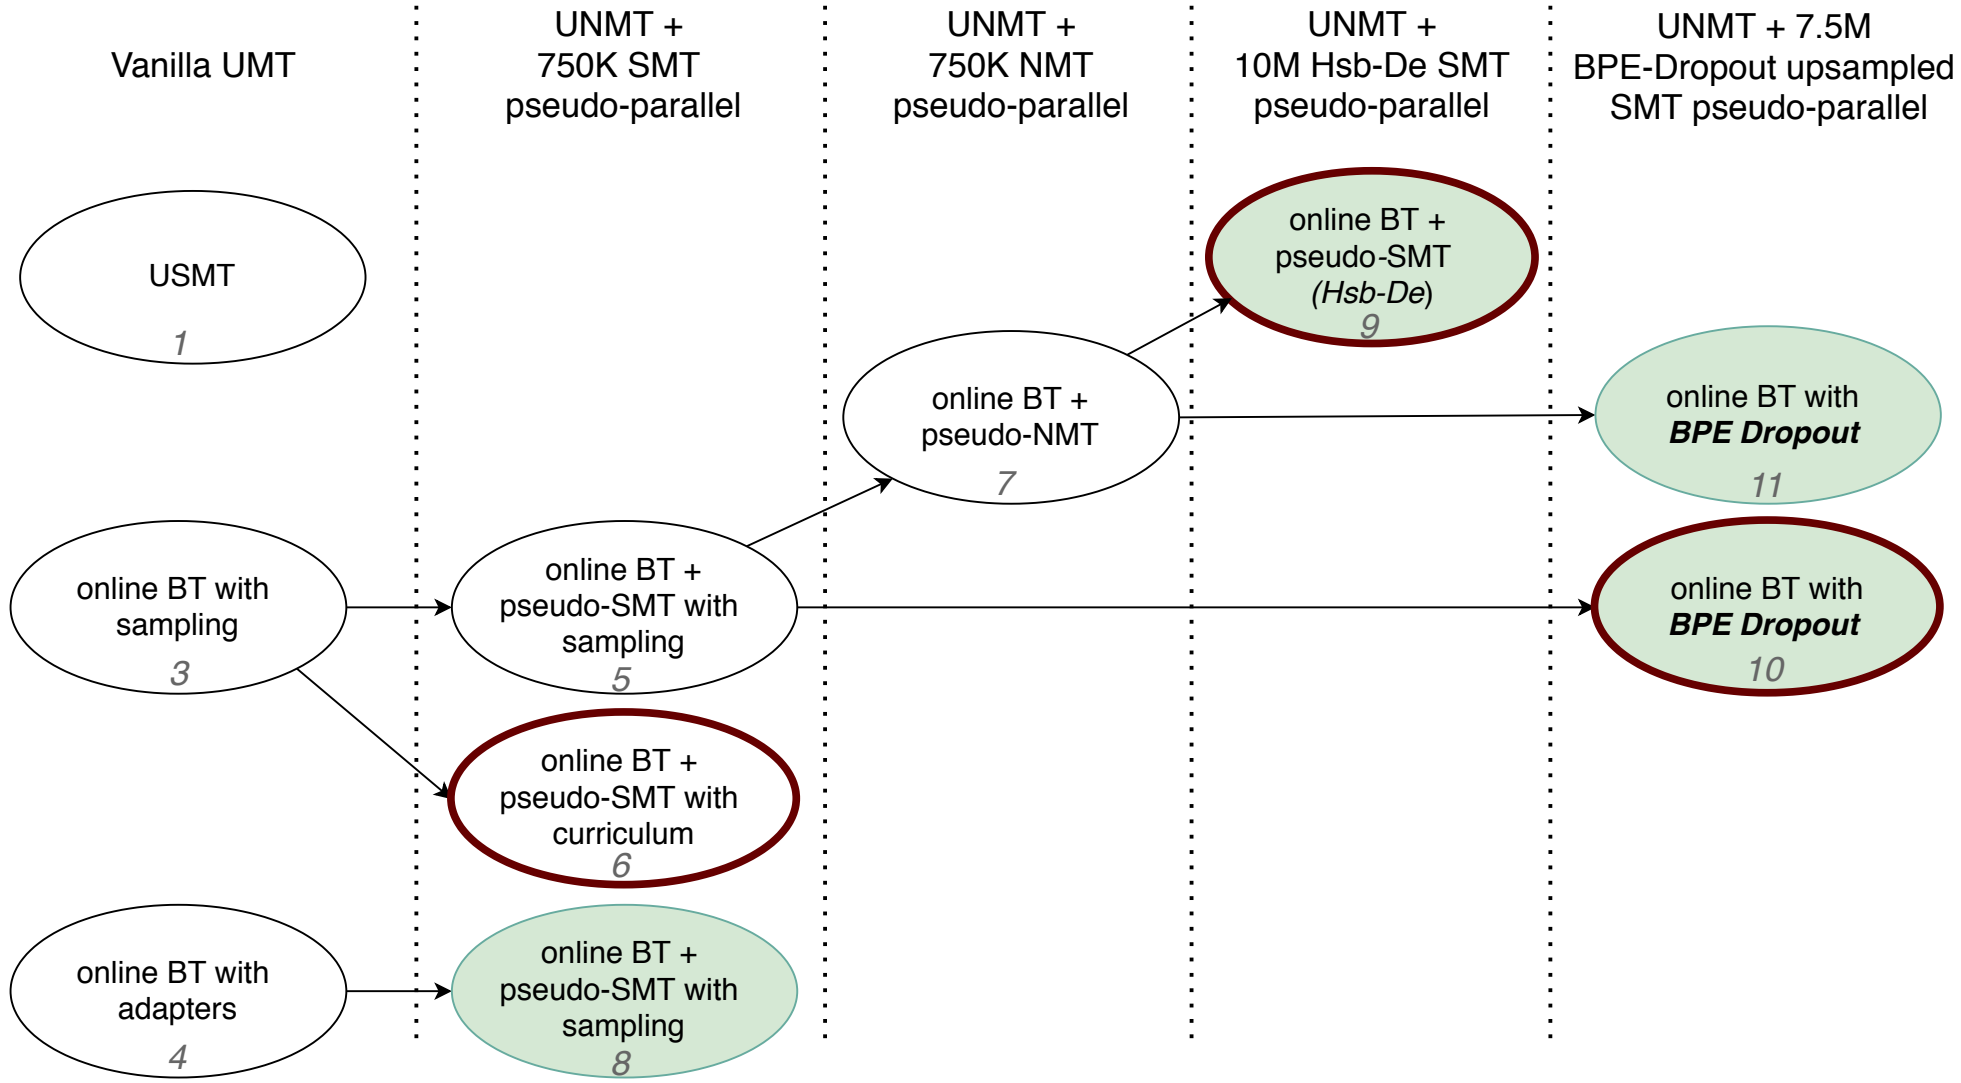 Vanilla UMT
UNMT +
750K SMT
pseudo-parallel
UNMT +
750K NMT
pseudo-parallel
UNMT +
10M Hsb-De SMT
pseudo-parallel
UNMT + 7.5M
BPE-Dropout upsampled
SMT pseudo-parallel
USMT
1
online BT with
sampling
3
online BT with
adapters
4
online BT +
pseudo-SMT with
sampling
5
online BT +
pseudo-SMT with
curriculum
6
online BT +
pseudo-SMT with
sampling
8
online BT +
pseudo-NMT
7
online BT +
pseudo-SMT
(Hsb-De)
9
online BT with
BPE Dropout
11
online BT with
BPE Dropout
10